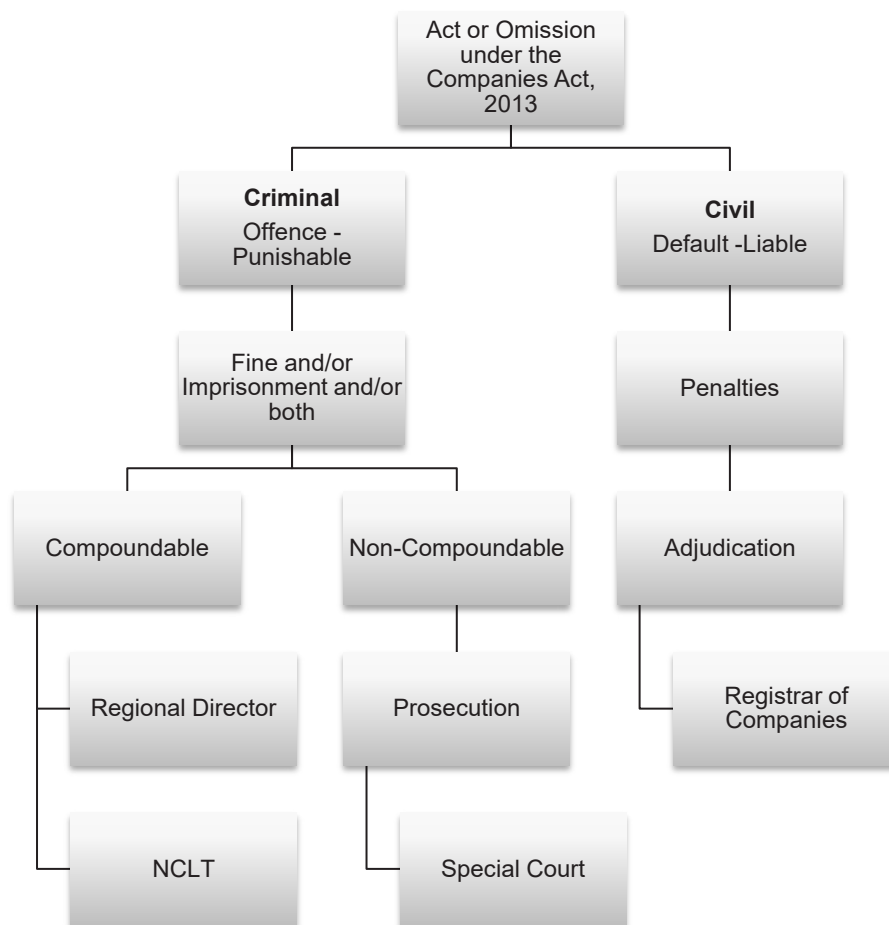 Act or Omission
under the
Companies Act,
2013
Criminal
Offence -
Punishable
Civil
Default -Liable
Fine and/or
Imprisonment and/or
both
Penalties
Compoundable
Non-Compoundable
Adjudication
Regional Director
Prosecution
Registrar of
Companies
NCLT
Special Court